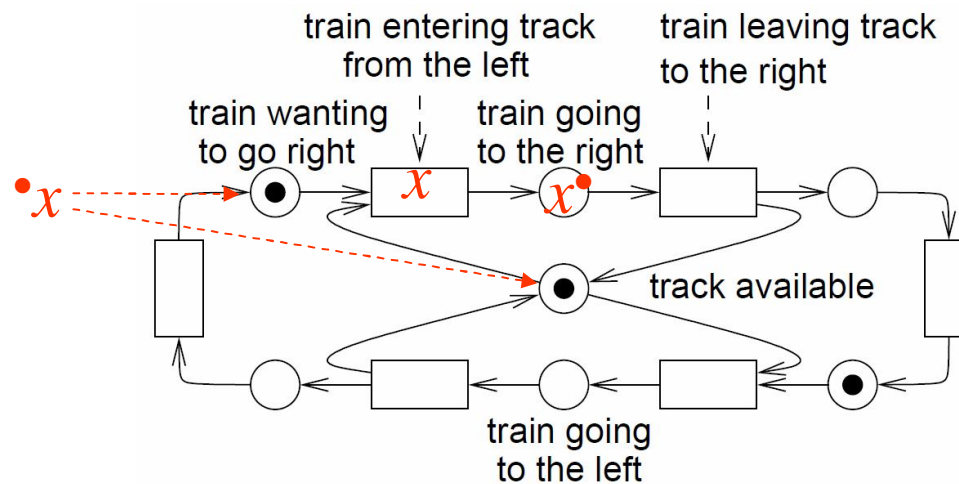 train entering track
from the left
train leaving track
to the right
train wanting
to go right
train going
to the right
•x
x
x•
track available
train going
to the left